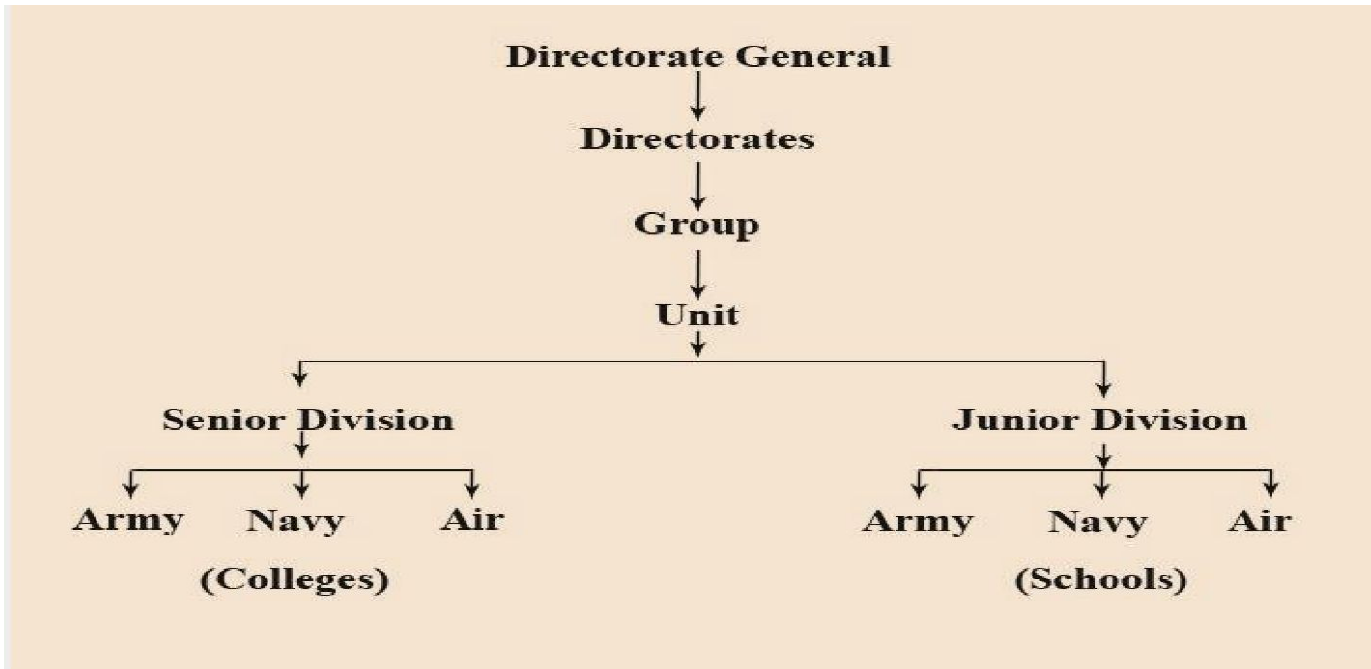 Directorate General
Directorates
Group
Unit
Senior Division
Junior Division
Army Navy Air
Army Navy Air
(Colleges)
(Schools)